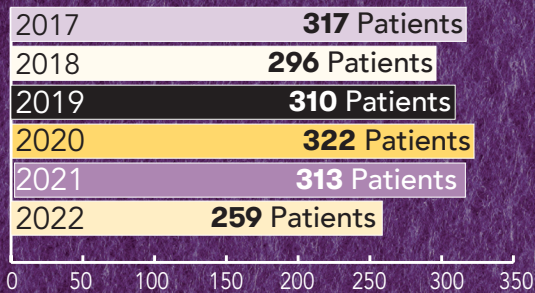 2017 317 Patients
2018 296 Patients
2019 310 Patients
2020 322 Patients
2021 313 Patients
2022 259 Patients
0 50 100 150 200 250 300 350